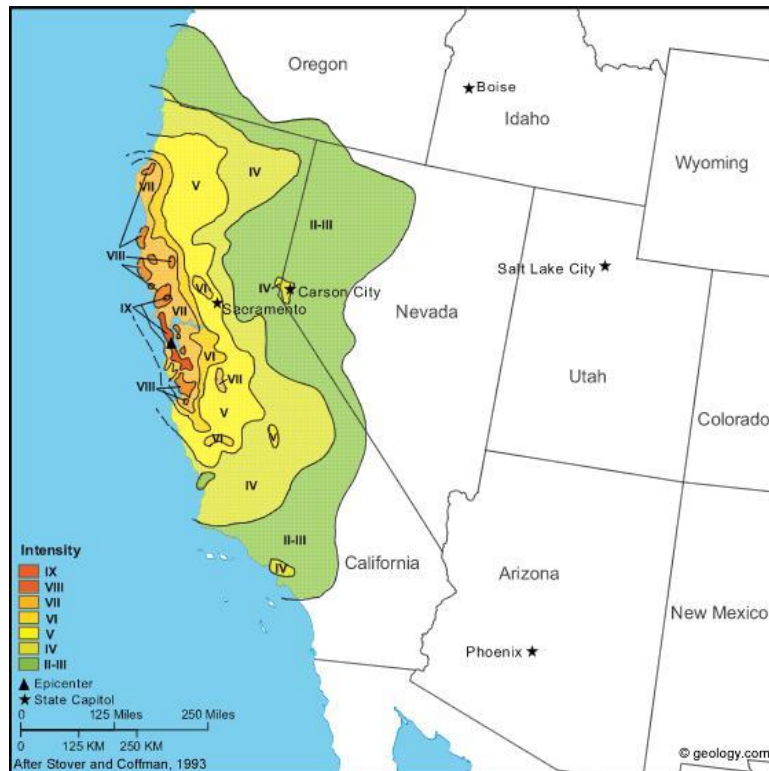 Oregon
Boise
Idaho
Wyoming
VII
V
IV
II-III
VIII
Salt Lake City
IV
Carson City
VI
Sacramento
IX
VII
Nevada
VI
VIII
VII
Utah
V
Colorado
VI
V
IV
II-III
IV
California
Arizona
New Mexico
Phoenix
Intensity
IX
VIII
VII
VI
V
IV
II-III
Epicenter
State Capitol
0 125 Miles 250 Miles
0 125 KM 250 KM
After Stover and Coffman, 1993
© geology.com